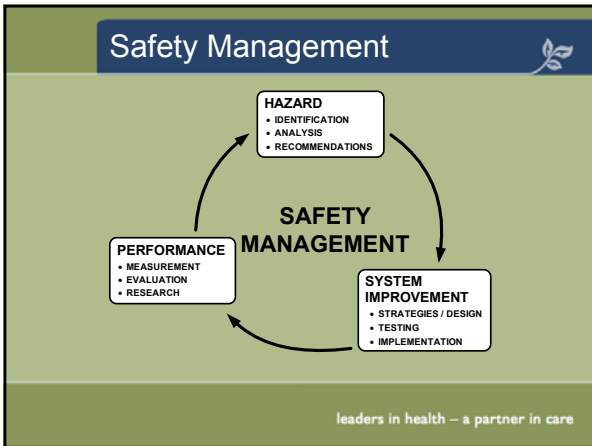 Safety Management
HAZARD
• IDENTIFICATION
• ANALYSIS
• RECOMMENDATIONS
SAFETY
MANAGEMENT
PERFORMANCE
• MEASUREMENT
• EVALUATION
• RESEARCH
SYSTEM
IMPROVEMENT
• STRATEGIES / DESIGN
• TESTING
• IMPLEMENTATION
leaders in health – a partner in care